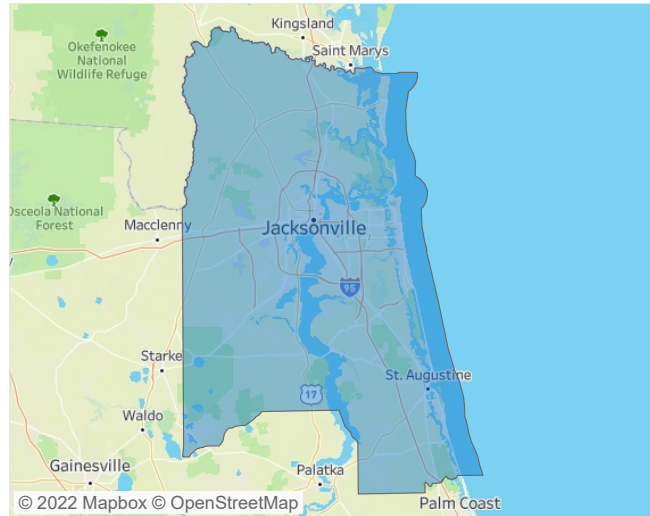 Kingsland
Okefenokee
National
Wildlife Refuge
Saint Marys
Osceola National
Forest
Macclenny
Jacksonville
95
Starke
St. Augustine
17
Waldo
Gainesville
Palatka
Palm Coast
© 2022 Mapbox © OpenStreetMap